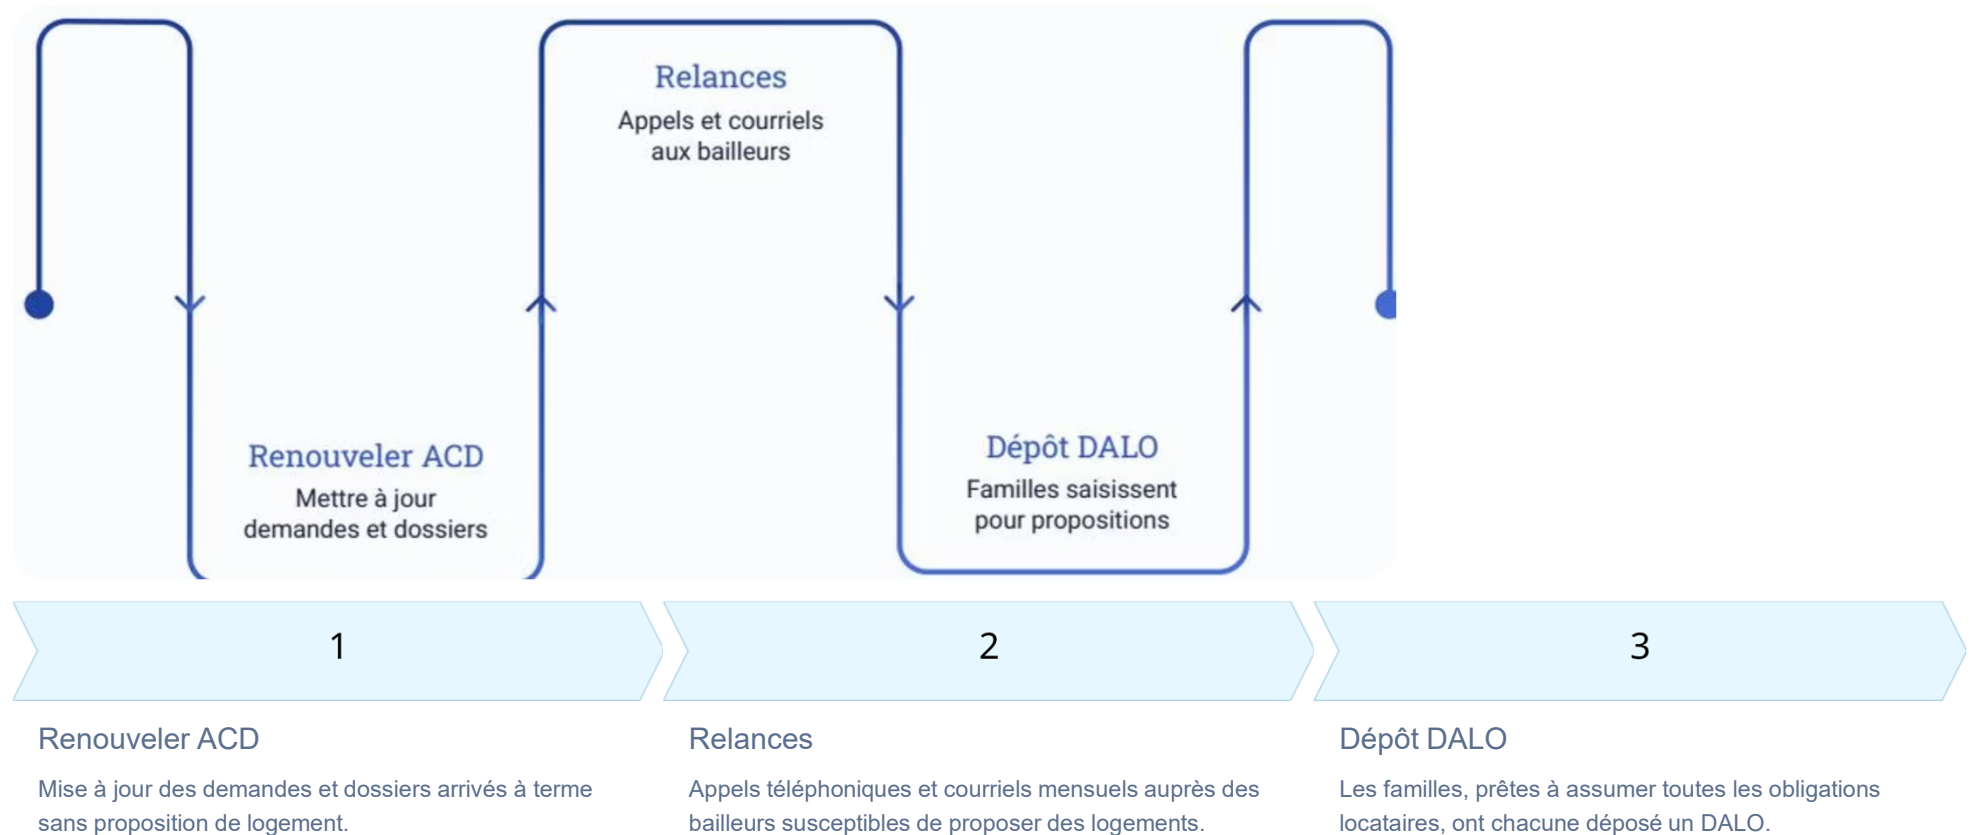 Relances
Appels et courriels
aux bailleurs
Renouveler ACD
Mettre à jour
demandes et dossiers
Dépôt DALO
Familles saisissent
pour propositions
1
2
3
Renouveler ACD
Mise à jour des demandes et dossiers arrivés à terme
sans proposition de logement.
Relances
Appels téléphoniques et courriels mensuels auprès des
bailleurs susceptibles de proposer des logements.
Dépôt DALO
Les familles, prêtes à assumer toutes les obligations
locataires, ont chacune déposé un DALO.